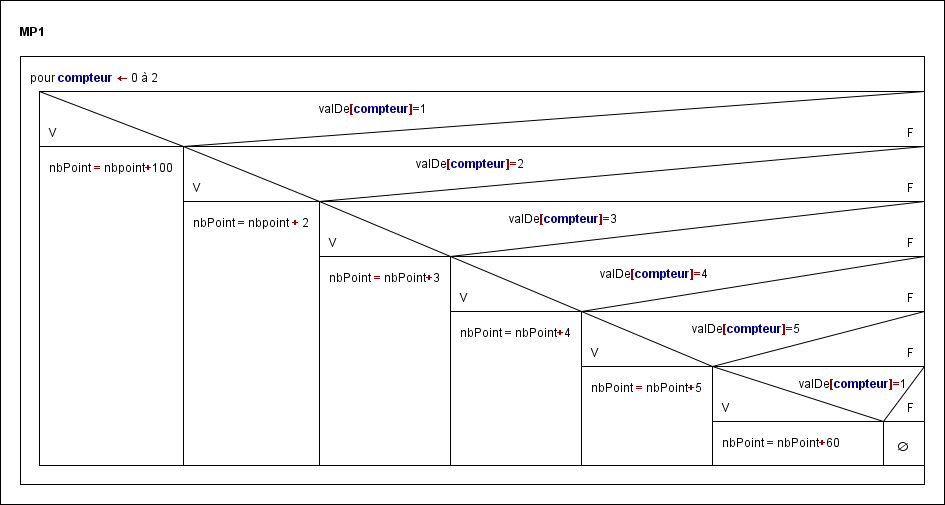 MP1
pour compteur ← 0 à 2
valDe[compteur]=1
V
F
nbPoint = nbpoint+100
valDe[compteur]=2
V
F
nbPoint = nbpoint + 2
valDe[compteur]=3
V
F
nbPoint = nbPoint+3
valDe[compteur]=4
V
F
nbPoint = nbPoint+4
valDe[compteur]=5
V
F
nbPoint = nbPoint+5
valDe[compteur]=1
V
F
nbPoint = nbPoint+60
∅